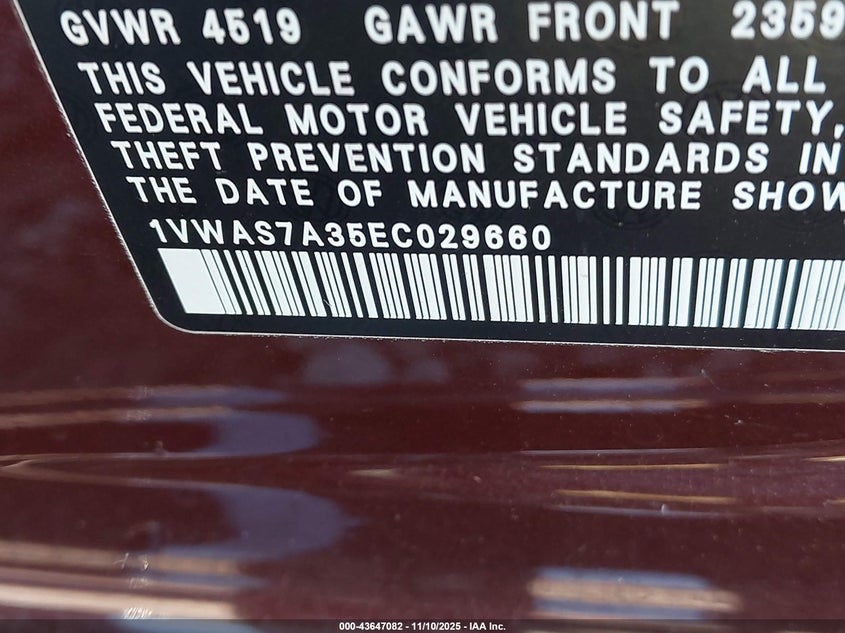 GVWR 4519 GAWR FRONT 2359
THIS VEHICLE CONFORMS TO ALL
FEDERAL MOTOR VEHICLE SAFETY,
THEFT PREVENTION STANDARDS IN
THE DATE OF MANUFACTURE SHOW
1VWAS7A35EC029660
000-43647082 - 11/10/2025 - IAA Inc.